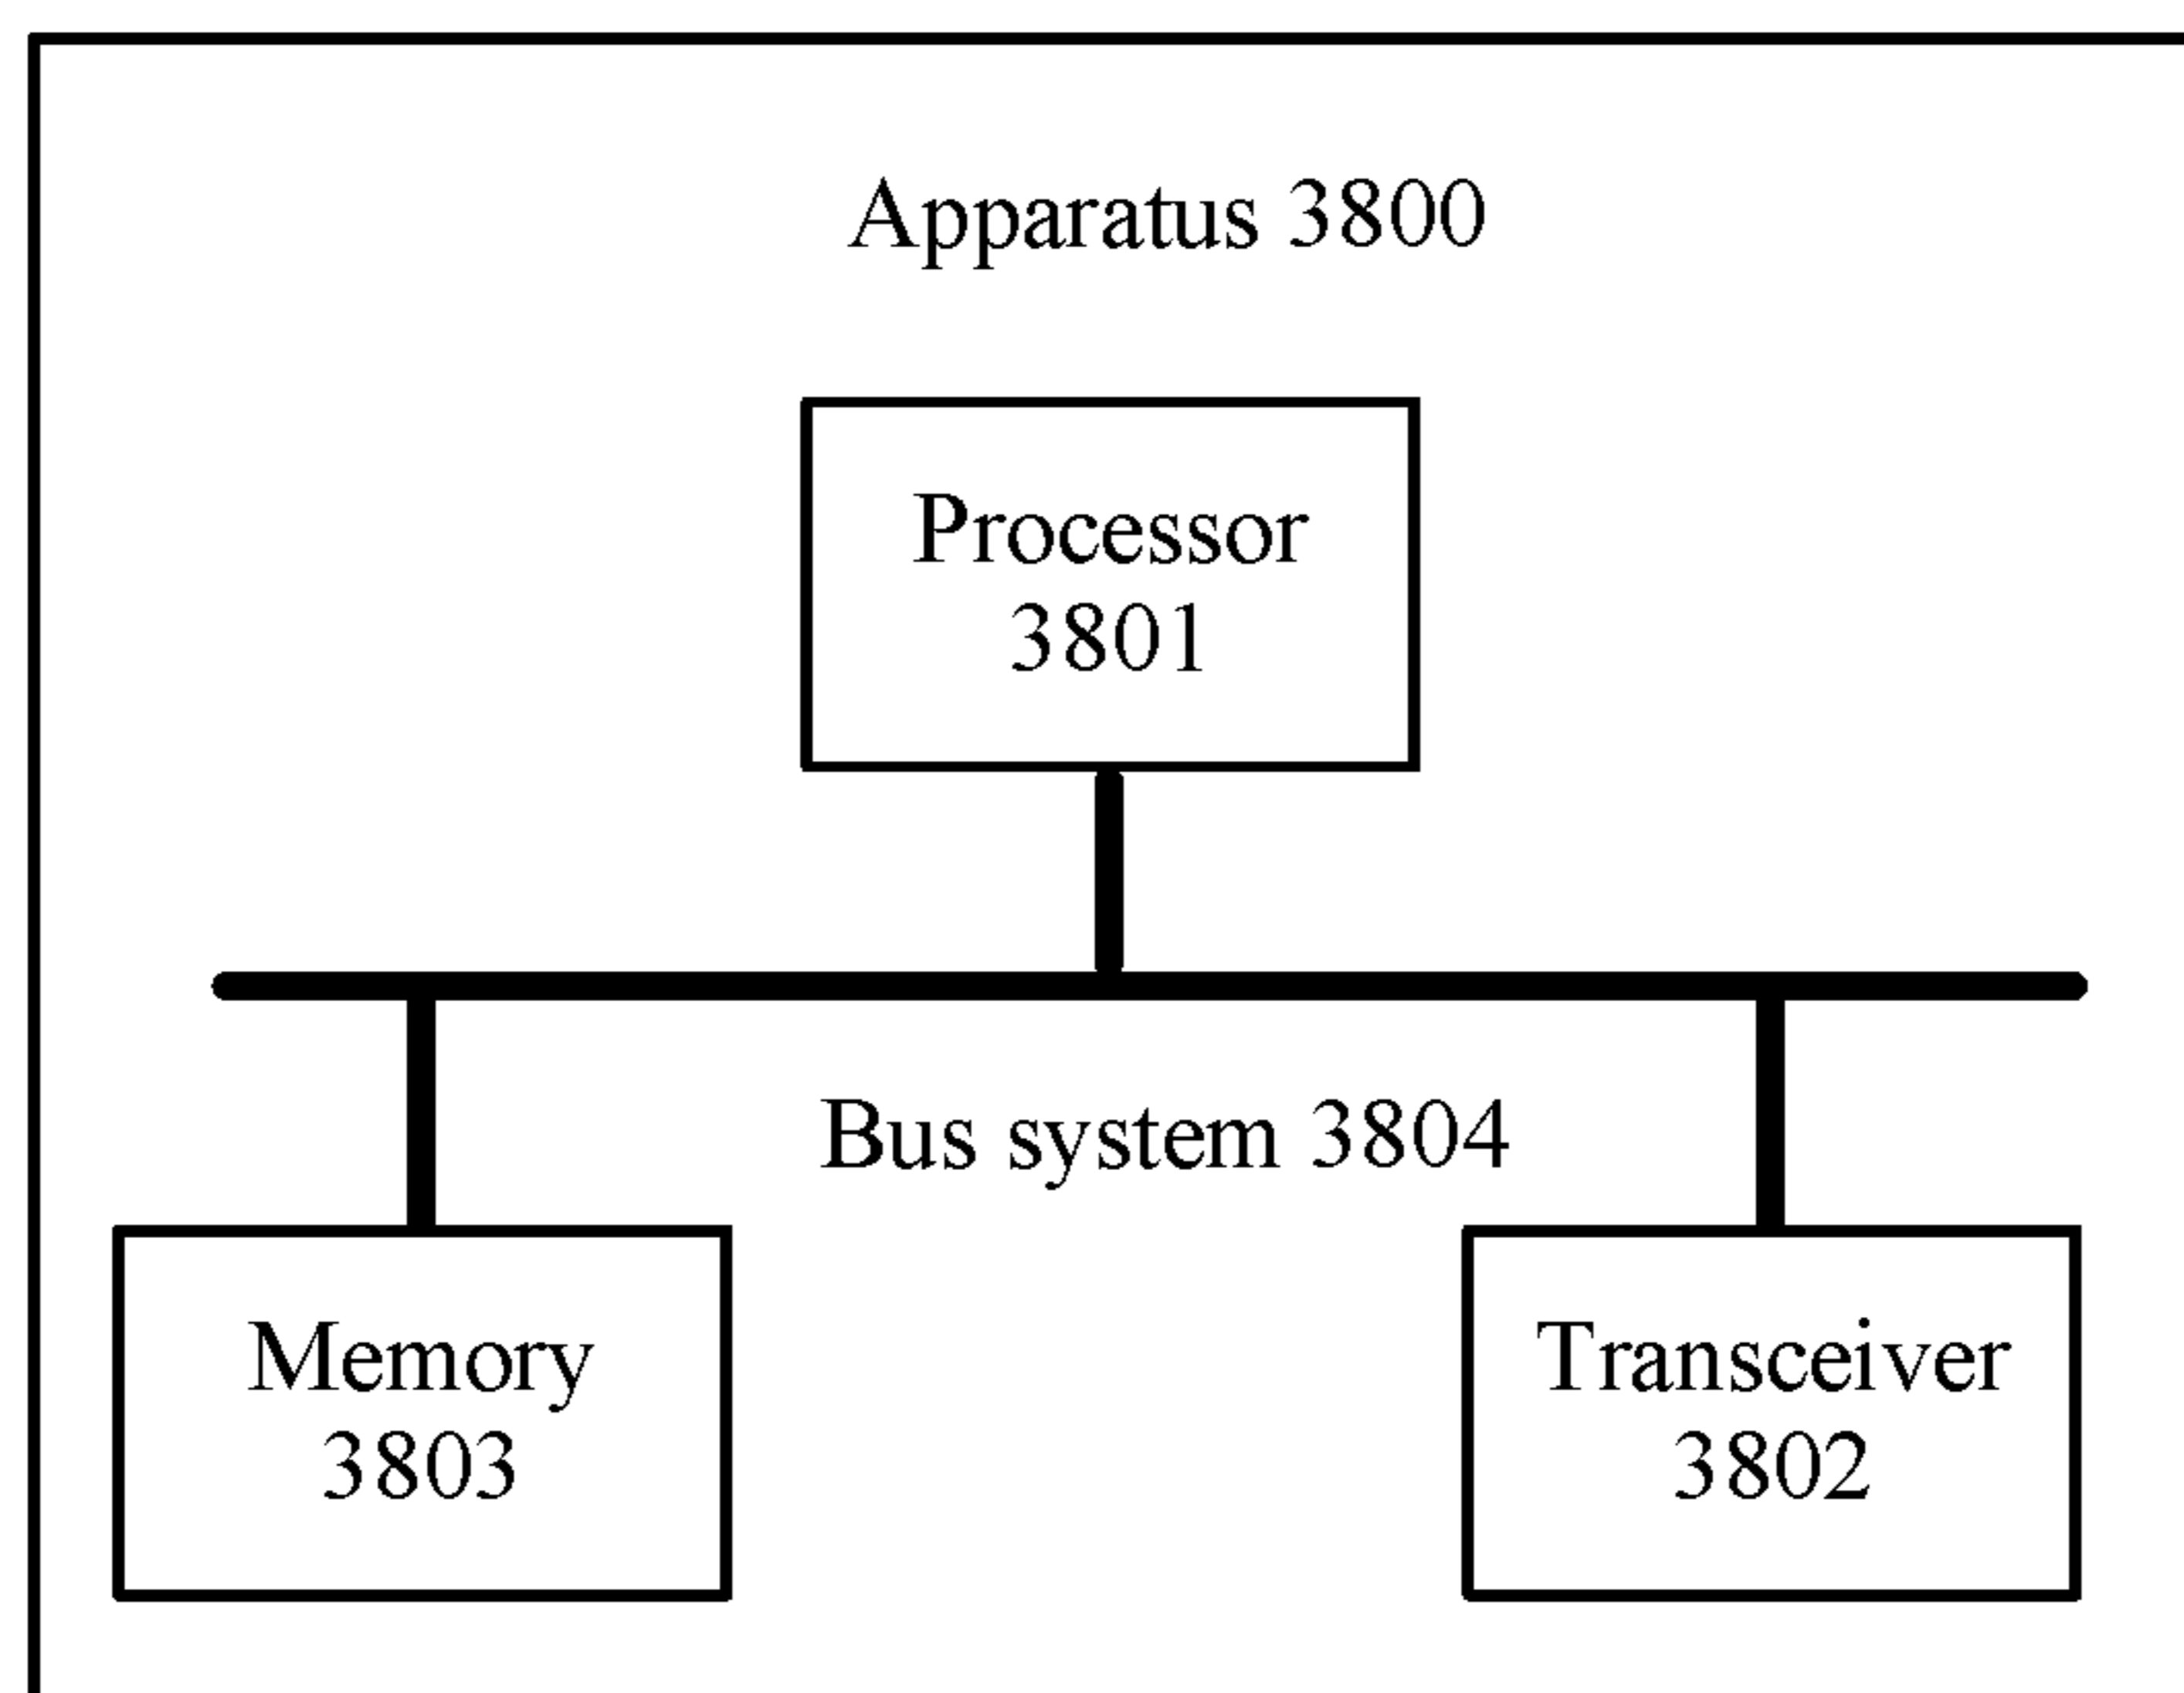 Apparatus 3800
Processor
3801
Bus system 3804
Memory
3803
Transceiver
3802